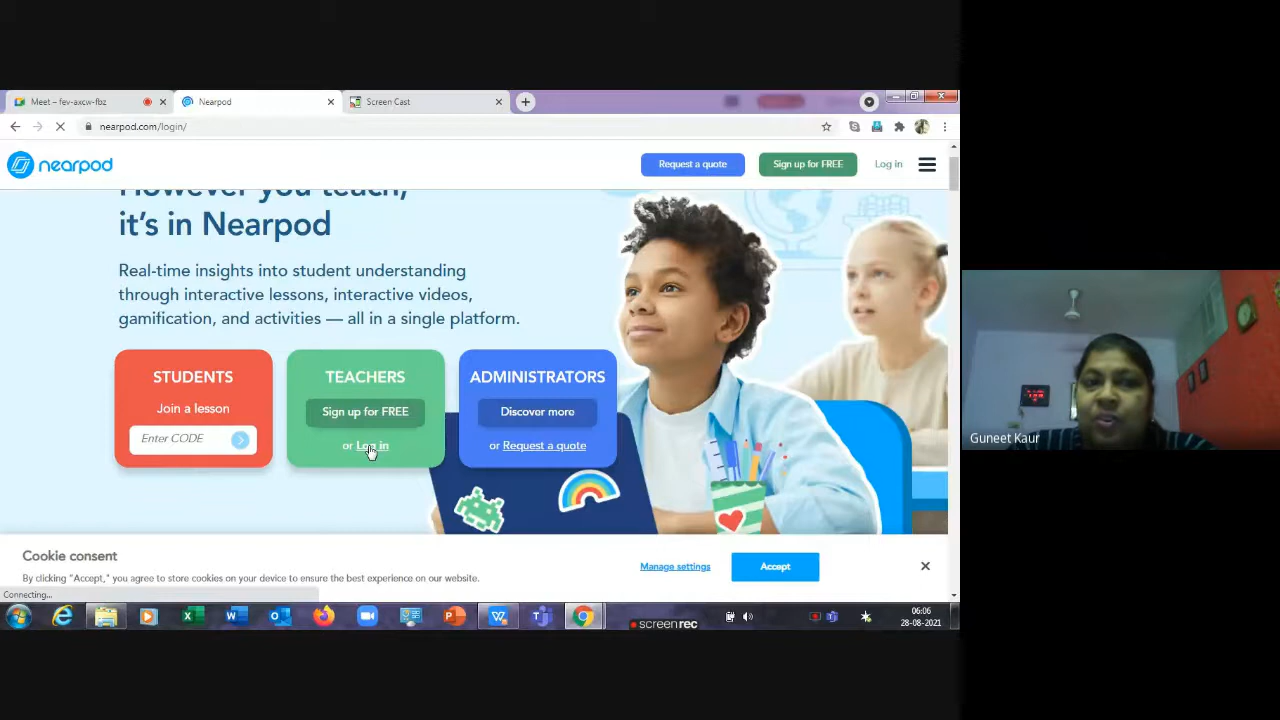 Meet – fev-axcw-fbz
Nearpod
Screen Cast
nearpod.com/login/
nearpod
Request a quote
Sign up for FREE
Log in
However you teach,
it's in Nearpod
Real-time insights into student understanding
through interactive lessons, interactive videos,
gamification, and activities — all in a single platform.
STUDENTS
Join a lesson
Enter CODE
TEACHERS
Sign up for FREE
or Log in
ADMINISTRATORS
Discover more
or Request a quote
Cookie consent
By clicking "Accept," you agree to store cookies on your device to ensure the best experience on our website.
Manage settings
Accept
Connecting...
screenrec
06:06
28-08-2021
Guneet Kaur